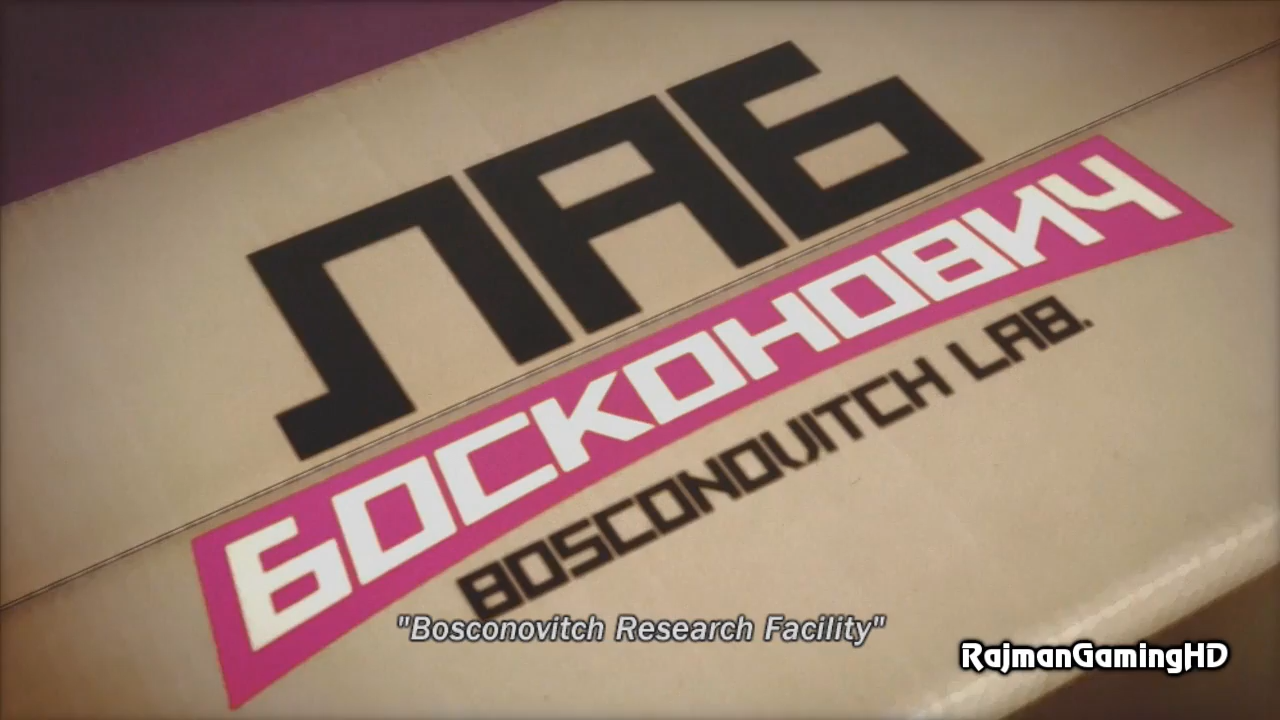 ЛАБ
БОСКОНОВИЧ
BOSCONOVITCH LAB.
"Bosconovitch Research Facility"
RajmanGamingHD